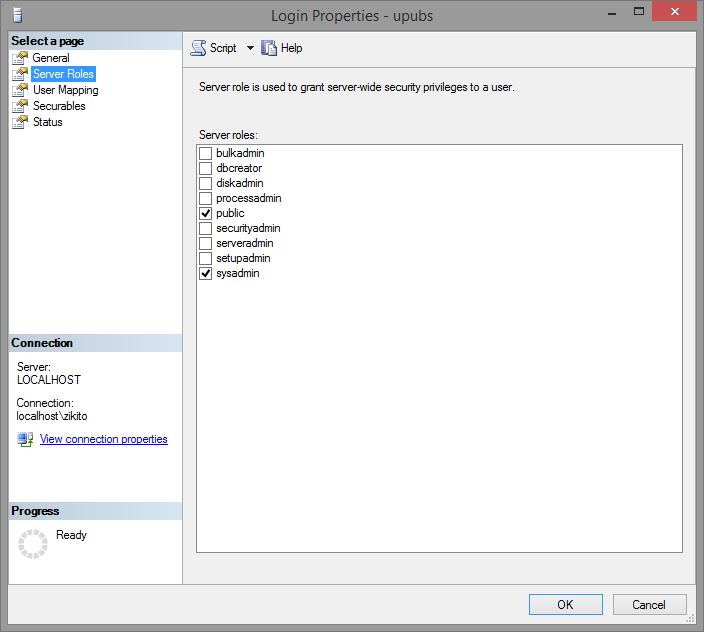 Login Properties - upubs
Select a page
General
Server Roles
User Mapping
Securables
Status
Script
Help
Server role is used to grant server-wide security privileges to a user.
Server roles:
bulkadmin
dbcreator
diskadmin
processadmin
public
securityadmin
serveradmin
setupadmin
sysadmin
Connection
Server:
LOCALHOST
Connection:
localhost\zikito
View connection properties
Progress
Ready
OK
Cancel